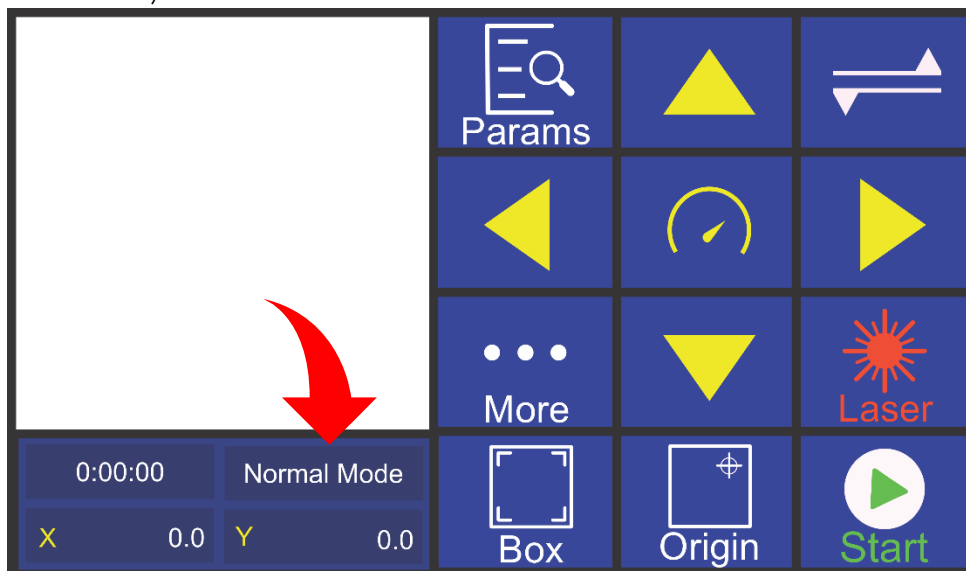 Params
More
Laser
0:00:00
Normal Mode
X 0.0
Y 0.0
Box
Origin
Start